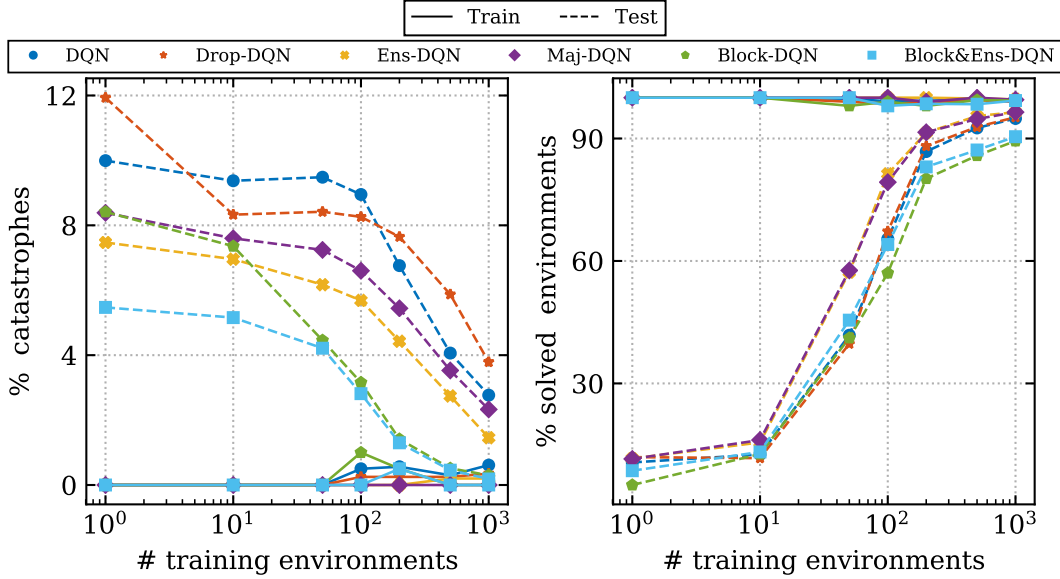 Train Test
DQN Drop-DQN Ens-DQN Maj-DQN Block-DQN Block&Ens-DQN
12
8
4
0
% catastrophes
10^0 10^1 10^2 10^3
# training environments
90
60
30
% solved environments
10^0 10^1 10^2 10^3
# training environments